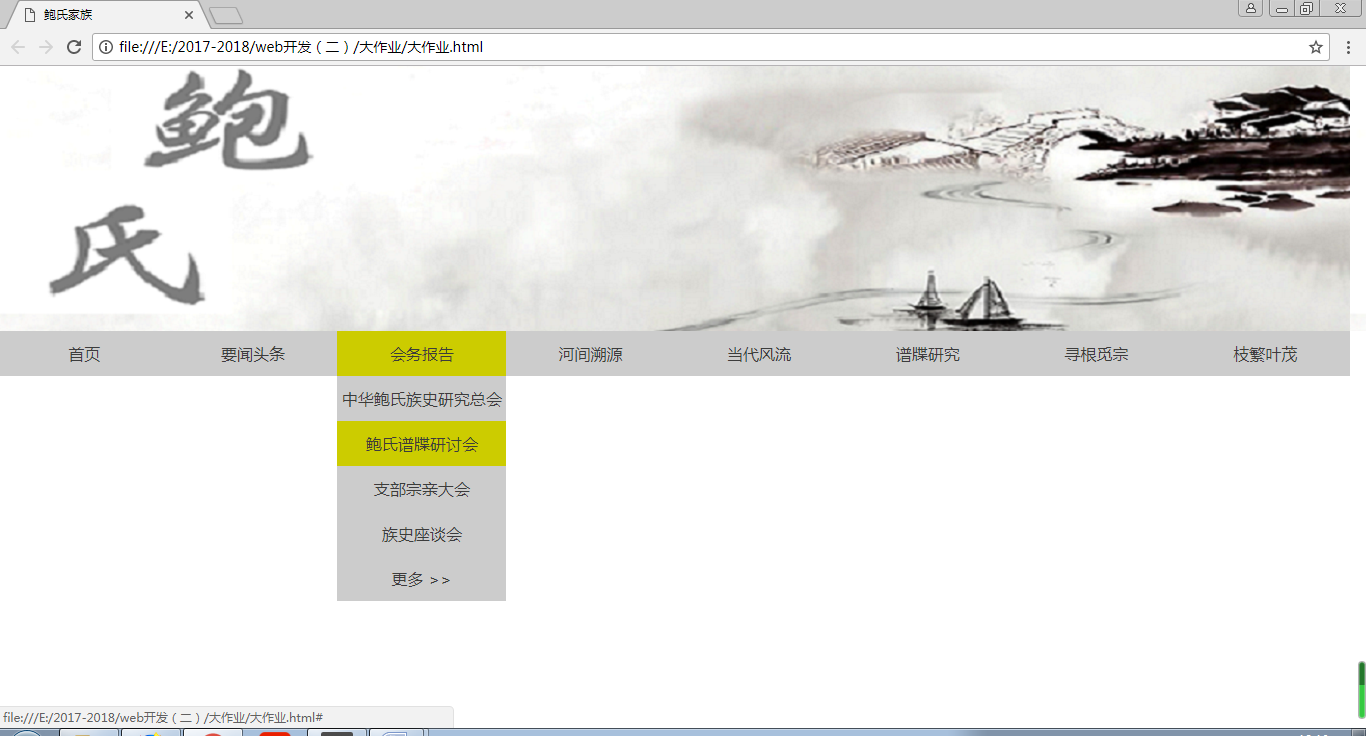 鲍氏家族
file:///E:/2017-2018/web开发（二）/大作业/大作业.html
鲍
氏
首页 要闻头条 会务报告 河间溯源 当代风流 谱牒研究 寻根觅宗 枝繁叶茂
中华鲍氏族史研究总会
鲍氏谱牒研讨会
支部宗亲大会
族史座谈会
更多 >>
file:///E:/2017-2018/web开发（二）/大作业/大作业.html#